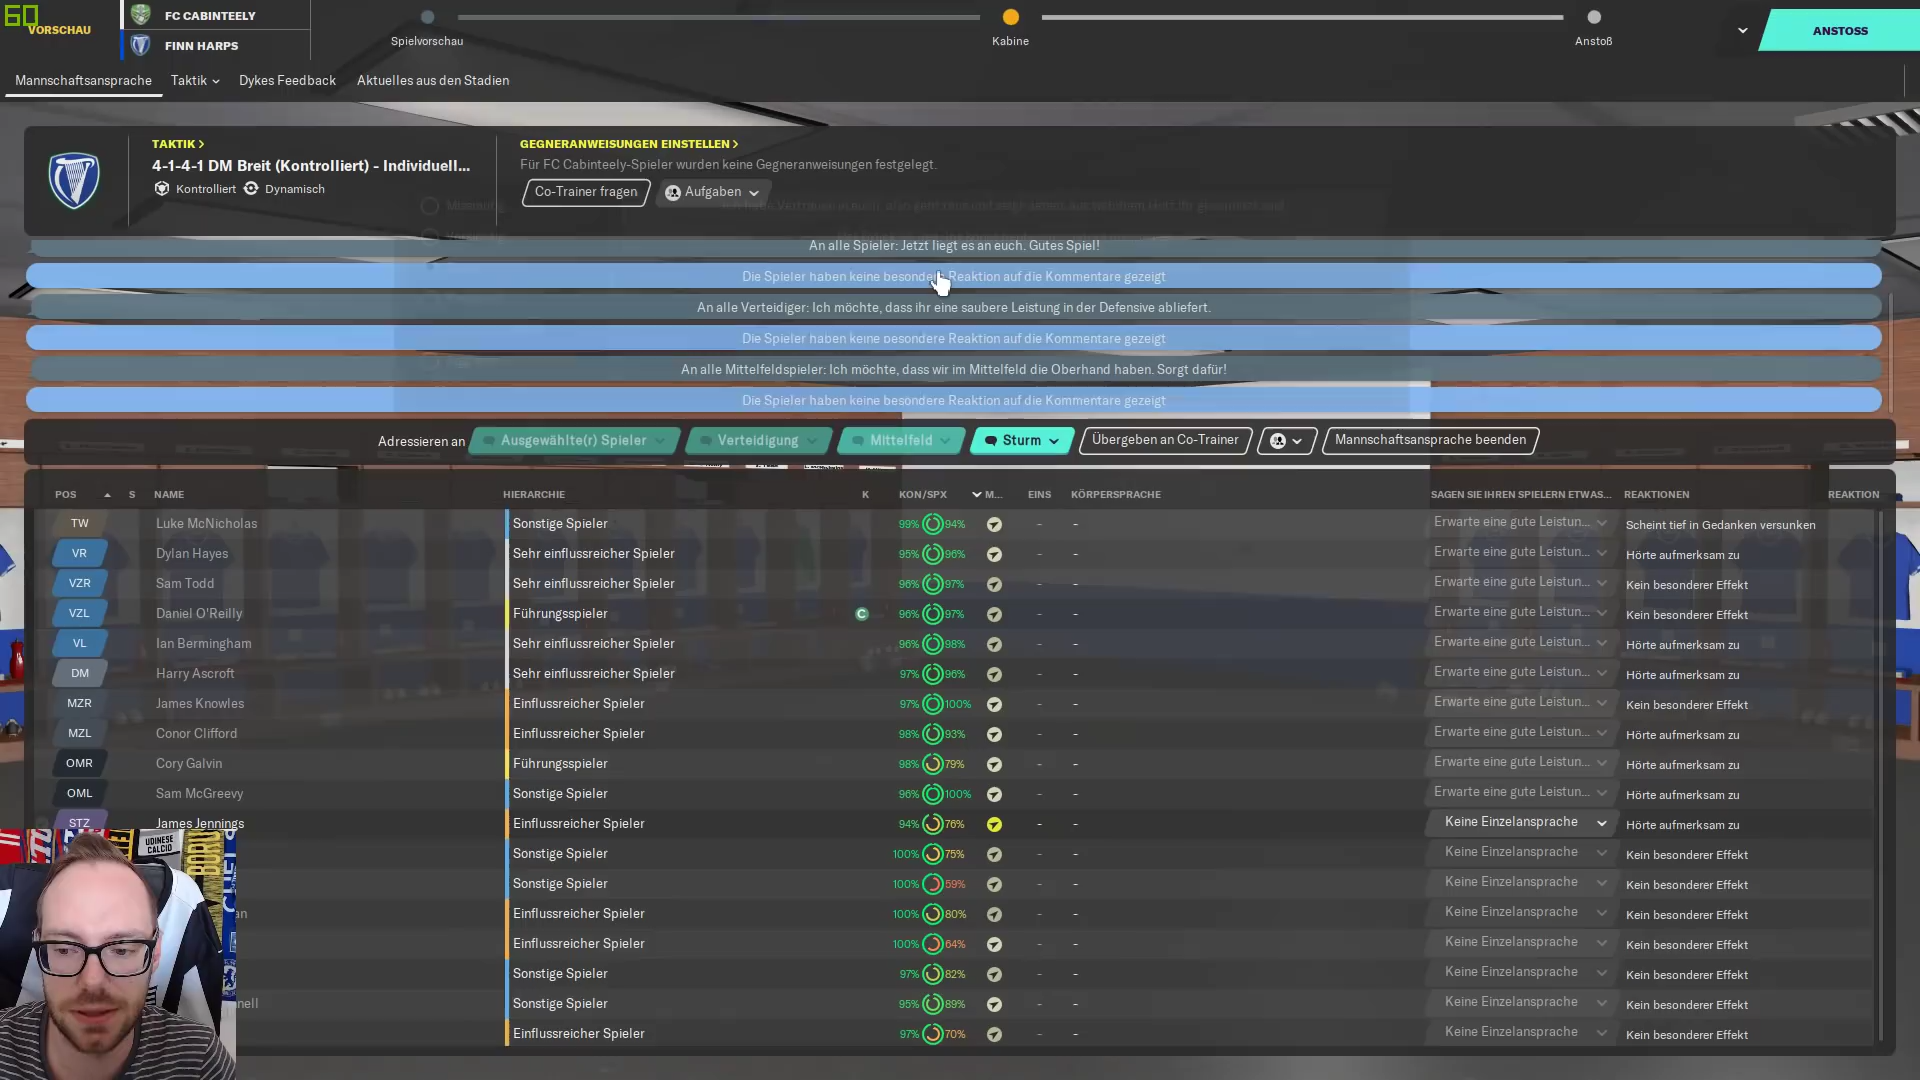 60
VORSCHAU
FC CABINTEELY
FINN HARPS
Spielvorschau
Kabine
Anstoß
ANSTOSS
Mannschaftsansprache
Taktik
Dykes Feedback
Aktuelles aus den Stadien
TAKTIK >
4-1-4-1 DM Breit (Kontrolliert) - Individuell...
Kontrolliert
Dynamisch
GEGNERANWEISUNGEN EINSTELLEN >
Für FC Cabinteely-Spieler wurden keine Gegneranweisungen festgelegt.
Co-Trainer fragen
Aufgaben
An alle Spieler: Jetzt liegt es an euch. Gutes Spiel!
Die Spieler haben keine besondere Reaktion auf die Kommentare gezeigt
An alle Verteidiger: Ich möchte, dass ihr eine saubere Leistung in der Defensive abliefert.
Die Spieler haben keine besondere Reaktion auf die Kommentare gezeigt
An alle Mittelfeldspieler: Ich möchte, dass wir im Mittelfeld die Oberhand haben. Sorgt dafür!
Die Spieler haben keine besondere Reaktion auf die Kommentare gezeigt
Adressieren an
Ausgewählte(r) Spieler
Verteidigung
Mittelfeld
Sturm
Übergeben an Co-Trainer
Mannschaftsansprache beenden
POS S NAME HIERARCHIE K KON/SPX M... EINS KÖRPERSPRACHE SAGEN SIE IHREN SPIELERN ETWAS... REAKTIONEN REAKTION
TW Luke McNicholas Sonstige Spieler 99% 94% - - Erwarte eine gute Leistun... Scheint tief in Gedanken versunken
VR Dylan Hayes Sehr einflussreicher Spieler 95% 96% - - Erwarte eine gute Leistun... Hörte aufmerksam zu
VZR Sam Todd Sehr einflussreicher Spieler 96% 97% - - Erwarte eine gute Leistun... Kein besonderer Effekt
VZL Daniel O'Reilly Führungsspieler C 96% 97% - - Erwarte eine gute Leistun... Kein besonderer Effekt
VL Ian Bermingham Sehr einflussreicher Spieler 96% 98% - - Erwarte eine gute Leistun... Hörte aufmerksam zu
DM Harry Ascroft Sehr einflussreicher Spieler 97% 96% - - Erwarte eine gute Leistun... Hörte aufmerksam zu
MZR James Knowles Einflussreicher Spieler 97% 100% - - Erwarte eine gute Leistun... Kein besonderer Effekt
MZL Conor Clifford Einflussreicher Spieler 98% 93% - - Erwarte eine gute Leistun... Hörte aufmerksam zu
OMR Cory Galvin Führungsspieler 98% 79% - - Erwarte eine gute Leistun... Hörte aufmerksam zu
OML Sam McGreevy Sonstige Spieler 96% 100% - - Erwarte eine gute Leistun... Hörte aufmerksam zu
STZ James Jennings Einflussreicher Spieler 94% 76% - - Keine Einzelansprache Hörte aufmerksam zu
Sonstige Spieler 100% 75% - - Keine Einzelansprache Kein besonderer Effekt
Sonstige Spieler 100% 59% - - Keine Einzelansprache Kein besonderer Effekt
an Einflussreicher Spieler 100% 80% - - Keine Einzelansprache Kein besonderer Effekt
Einflussreicher Spieler 100% 64% - - Keine Einzelansprache Kein besonderer Effekt
Sonstige Spieler 97% 82% - - Keine Einzelansprache Kein besonderer Effekt
nell Sonstige Spieler 95% 89% - - Keine Einzelansprache Kein besonderer Effekt
Einflussreicher Spieler 97% 70% - - Keine Einzelansprache Kein besonderer Effekt
UDINESE
CALCIO